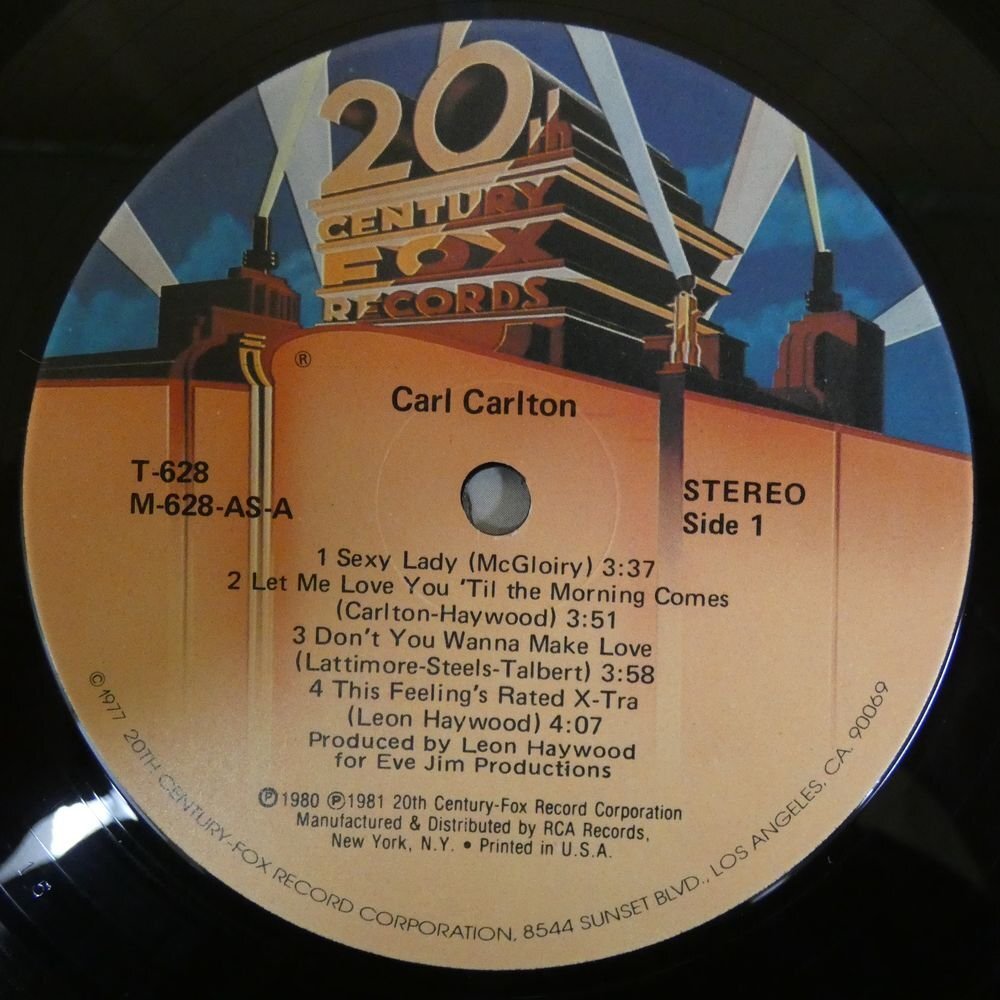 20th
CENTURY
FOX
RECORDS
®
Carl Carlton
T-628
M-628-AS-A
STEREO
Side 1
1 Sexy Lady (McGloiry) 3:37
2 Let Me Love You 'Til the Morning Comes
(Carlton-Haywood) 3:51
3 Don't You Wanna Make Love
(Lattimore-Steels-Talbert) 3:58
4 This Feeling's Rated X-Tra
(Leon Haywood) 4:07
Produced by Leon Haywood
for Eve Jim Productions
℗1980 ℗1981 20th Century-Fox Record Corporation
Manufactured & Distributed by RCA Records,
New York, N.Y. • Printed in U.S.A.
©1977 20TH CENTURY-FOX RECORD CORPORATION, 8544 SUNSET BLVD., LOS ANGELES, CA. 90069